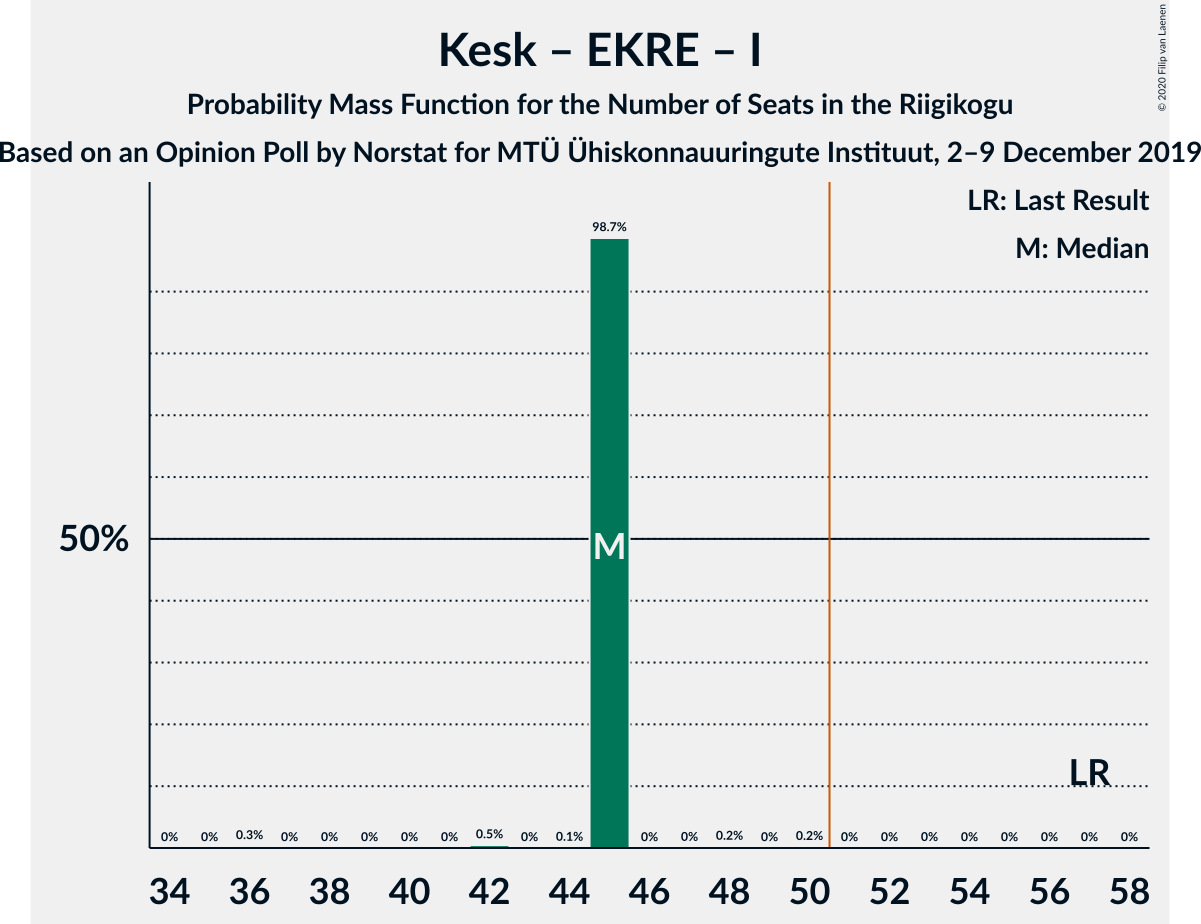 Kesk – EKRE – I
Probability Mass Function for the Number of Seats in the Riigikogu
Based on an Opinion Poll by Norstat for MTÜ Ühiskonnauuringute Instituut, 2–9 December 2019
© 2020 Filip van Laenen
LR: Last Result
M: Median
98.7%
50%
M
LR
0% 0% 0.3% 0% 0% 0% 0% 0% 0.5% 0% 0.1% 0% 0% 0.2% 0% 0.2% 0% 0% 0% 0% 0% 0% 0% 0%
34 36 38 40 42 44 46 48 50 52 54 56 58